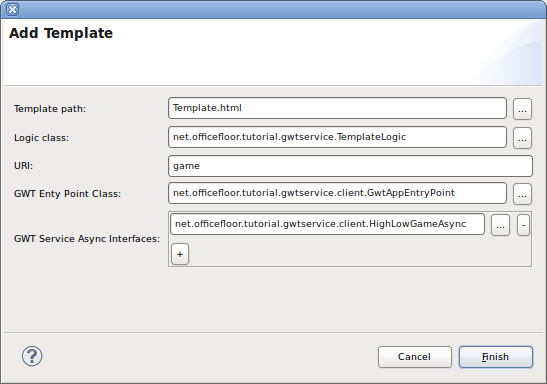 Add Template
Template path: Template.html ...
Logic class: net.officefloor.tutorial.gwtservice.TemplateLogic ...
URI: game
GWT Enty Point Class: net.officefloor.tutorial.gwtservice.client.GwtAppEntryPoint ...
GWT Service Async Interfaces: net.officefloor.tutorial.gwtservice.client.HighLowGameAsync ... -
+
? Cancel Finish